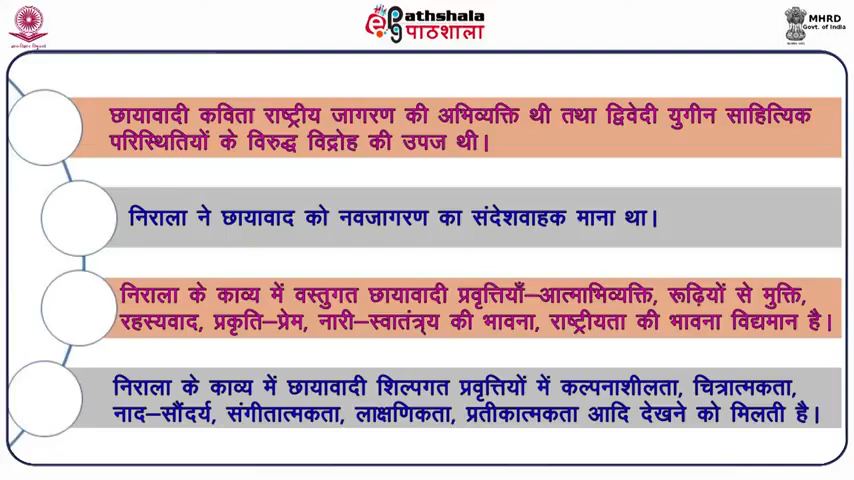 ePathshala
पाठशाला
MHRD
Govt. of India
छायावादी कविता राष्ट्रीय जागरण की अभिव्यक्ति थी तथा द्विवेदी युगीन साहित्यिक
परिस्थितियों के विरुद्ध विद्रोह की उपज थी।
निराला ने छायावाद को नवजागरण का संदेशवाहक माना था।
निराला के काव्य में वस्तुगत छायावादी प्रवृत्तियाँ–आत्माभिव्यक्ति, रूढ़ियों से मुक्ति,
रहस्यवाद, प्रकृति–प्रेम, नारी–स्वातंत्र्य की भावना, राष्ट्रीयता की भावना विद्यमान है।
निराला के काव्य में छायावादी शिल्पगत प्रवृत्तियों में कल्पनाशीलता, चित्रात्मकता,
नाद–सौंदर्य, संगीतात्मकता, लाक्षणिकता, प्रतीकात्मकता आदि देखने को मिलती है।